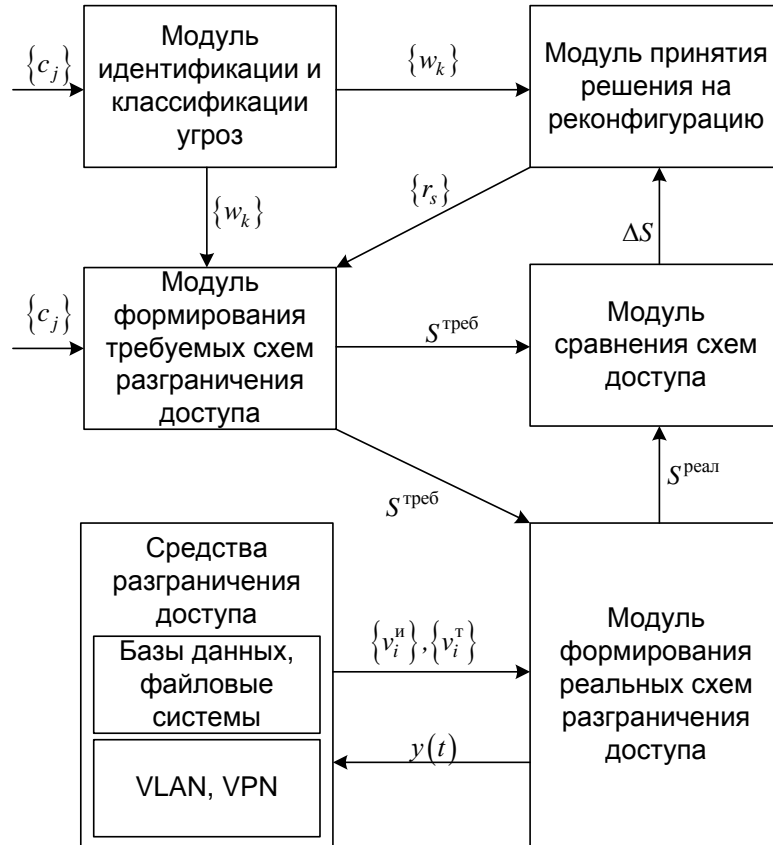 {c_j}
Модуль
идентификации и
классификации
угроз
{w_k}
Модуль принятия
решения на
реконфигурацию
{w_k}
{r_s}
ΔS
{c_j}
Модуль
формирования
требуемых схем
разграничения
доступа
S^треб
Модуль
сравнения схем
доступа
S^треб
S^реал
Средства
разграничения
доступа
Базы данных,
файловые
системы
VLAN, VPN
{v_i^и},{v_i^т}
y(t)
Модуль
формирования
реальных схем
разграничения
доступа